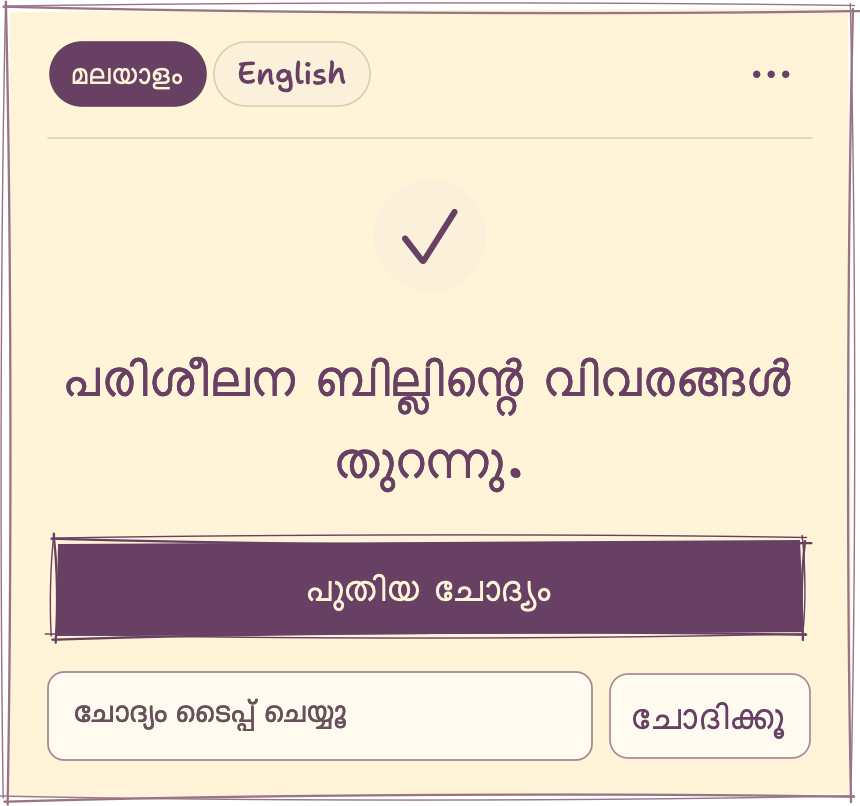 മലയാളം English
പരിശീലന ബില്ലിന്റെ വിവരങ്ങൾ
തുറന്നു.
പുതിയ ചോദ്യം
ചോദ്യം ടൈപ്പ് ചെയ്യൂ ചോദിക്കൂ